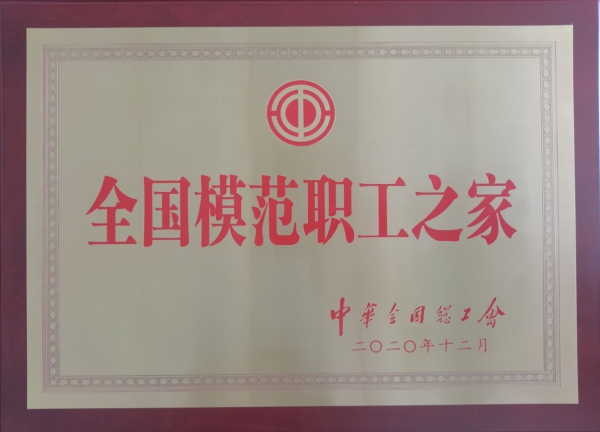 全国模范职工之家
中华全国总工会
二〇二〇年十二月